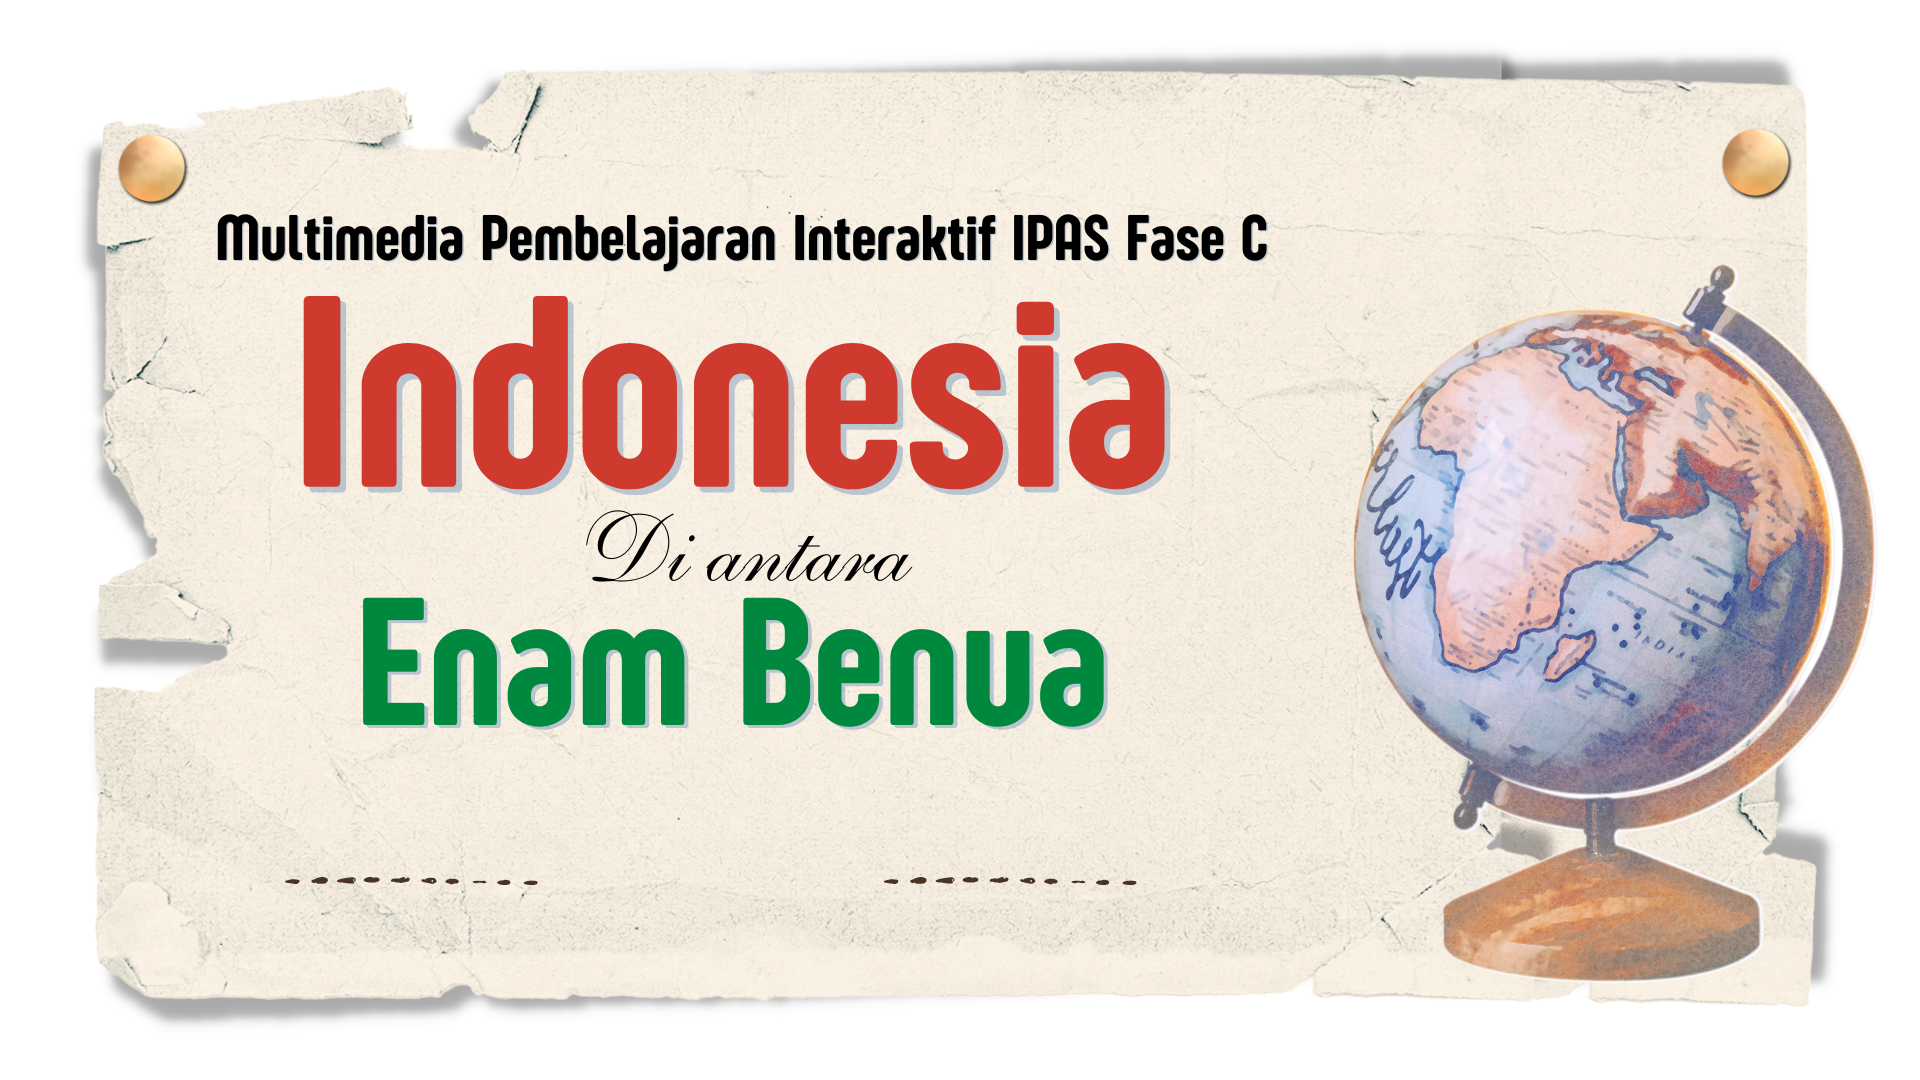 Multimedia Pembelajaran Interaktif IPAS Fase C
Indonesia
Di antara
Enam Benua